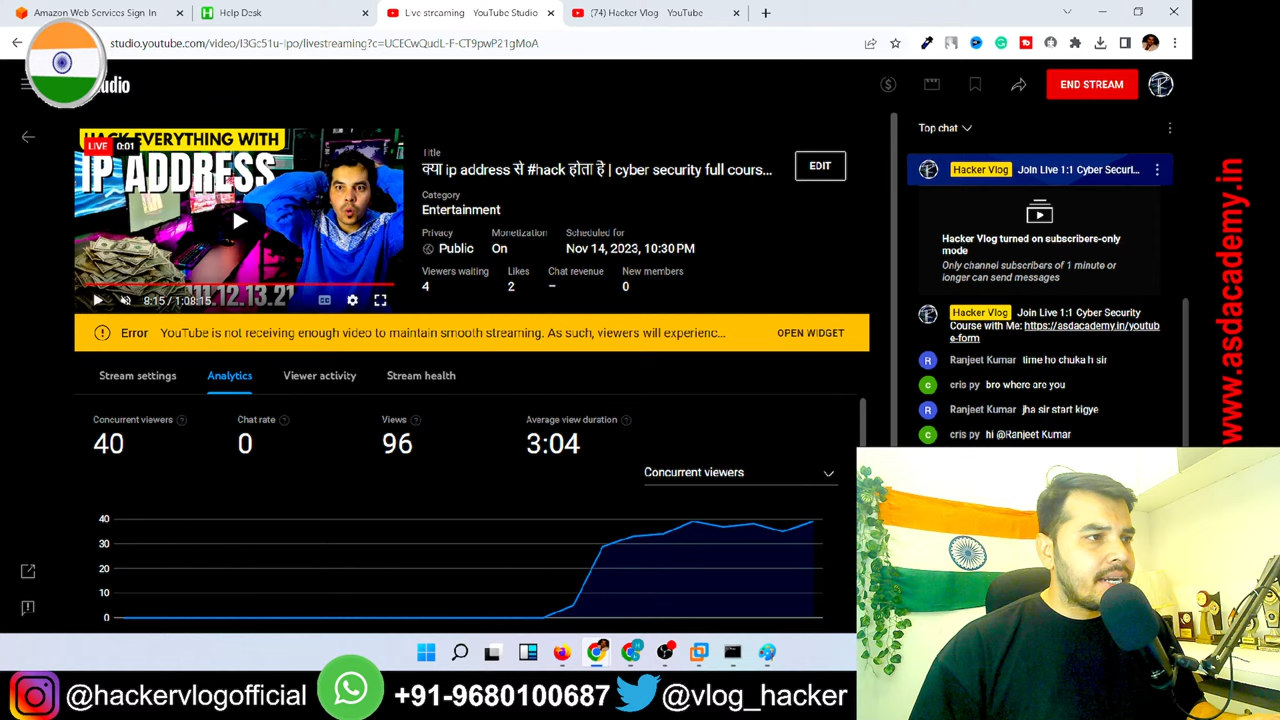 Amazon Web Services Sign In
Help Desk
Live streaming - YouTube Studio
(74) Hacker Vlog - YouTube
studio.youtube.com/video/I3Gc51u-lpo/livestreaming?c=UCECwQudL-F-CT9pwP21gMoA
END STREAM
HACK EVERYTHING WITH
LIVE 0:01
IP ADDRESS
111.12.13.21
8:15 / 1:08:15
Title
क्या ip address से #hack होता हे | cyber security full cours...
EDIT
Category
Entertainment
Privacy Monetization Scheduled for
Public On Nov 14, 2023, 10:30 PM
Viewers waiting Likes Chat revenue New members
4 2 – 0
Error YouTube is not receiving enough video to maintain smooth streaming. As such, viewers will experienc...
OPEN WIDGET
Stream settings Analytics Viewer activity Stream health
Concurrent viewers Chat rate Views Average view duration
40 0 96 3:04
Concurrent viewers
40
30
20
10
0
Top chat
Hacker Vlog Join Live 1:1 Cyber Securi...
Hacker Vlog turned on subscribers-only
mode
Only channel subscribers of 1 minute or
longer can send messages
Hacker Vlog Join Live 1:1 Cyber Security
Course with Me: https://asdacademy.in/youtub
e-form
R Ranjeet Kumar time ho chuka h sir
c cris py bro where are you
R Ranjeet Kumar jha sir start kigye
c cris py hi @Ranjeet Kumar
www.asdacademy.in
@hackervlogofficial
+91-9680100687
@vlog_hacker